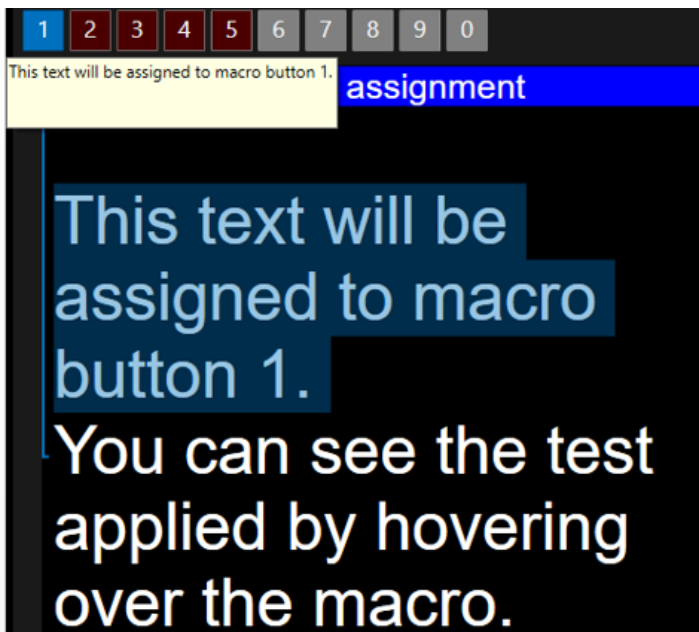 1 2 3 4 5 6 7 8 9 0
This text will be assigned to macro button 1.
assignment
This text will be
assigned to macro
button 1.
You can see the test
applied by hovering
over the macro.